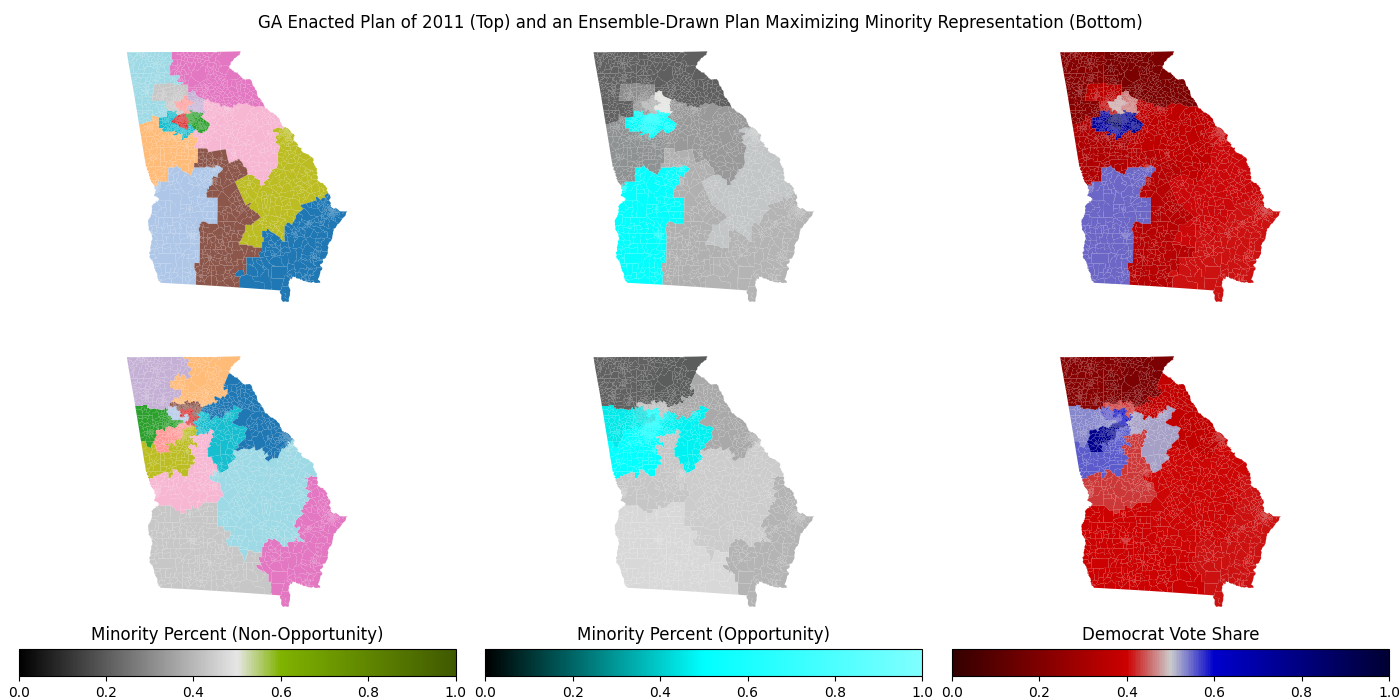 GA Enacted Plan of 2011 (Top) and an Ensemble-Drawn Plan Maximizing Minority Representation (Bottom)
Minority Percent (Non-Opportunity) Minority Percent (Opportunity) Democrat Vote Share
0.0 0.2 0.4 0.6 0.8 1.0 0.0 0.2 0.4 0.6 0.8 1.0 0.0 0.2 0.4 0.6 0.8 1.0